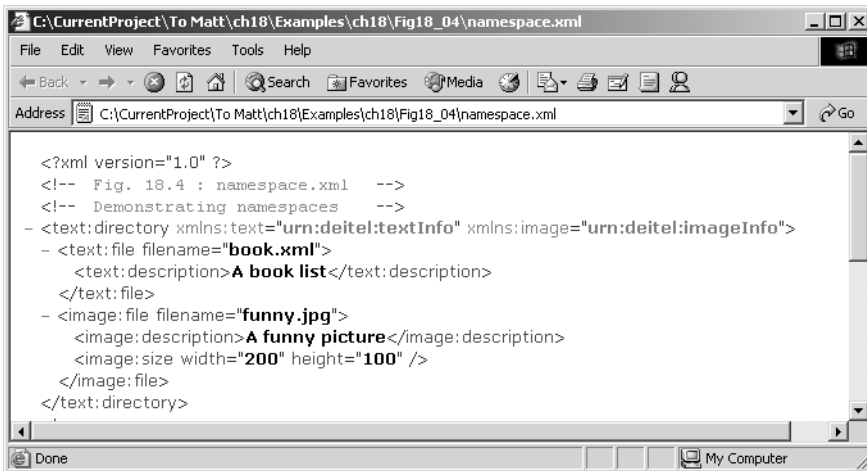 C:\CurrentProject\To Matt\ch18\Examples\ch18\Fig18_04\namespace.xml
File Edit View Favorites Tools Help
Back Search Favorites Media
Address C:\CurrentProject\To Matt\ch18\Examples\ch18\Fig18_04\namespace.xml Go
<?xml version="1.0" ?>
<!-- Fig. 18.4 : namespace.xml -->
<!-- Demonstrating namespaces -->
- <text:directory xmlns:text="urn:deitel:textInfo" xmlns:image="urn:deitel:imageInfo">
- <text:file filename="book.xml">
<text:description>A book list</text:description>
</text:file>
- <image:file filename="funny.jpg">
<image:description>A funny picture</image:description>
<image:size width="200" height="100" />
</image:file>
</text:directory>
Done My Computer